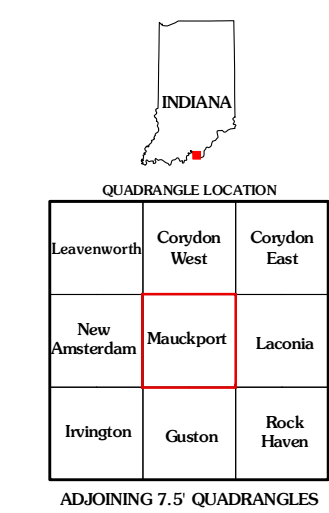 INDIANA
QUADRANGLE LOCATION
Leavenworth
Corydon
West
Corydon
East
New
Amsterdam
Mauckport
Laconia
Irvington
Guston
Rock
Haven
ADJOINING 7.5' QUADRANGLES